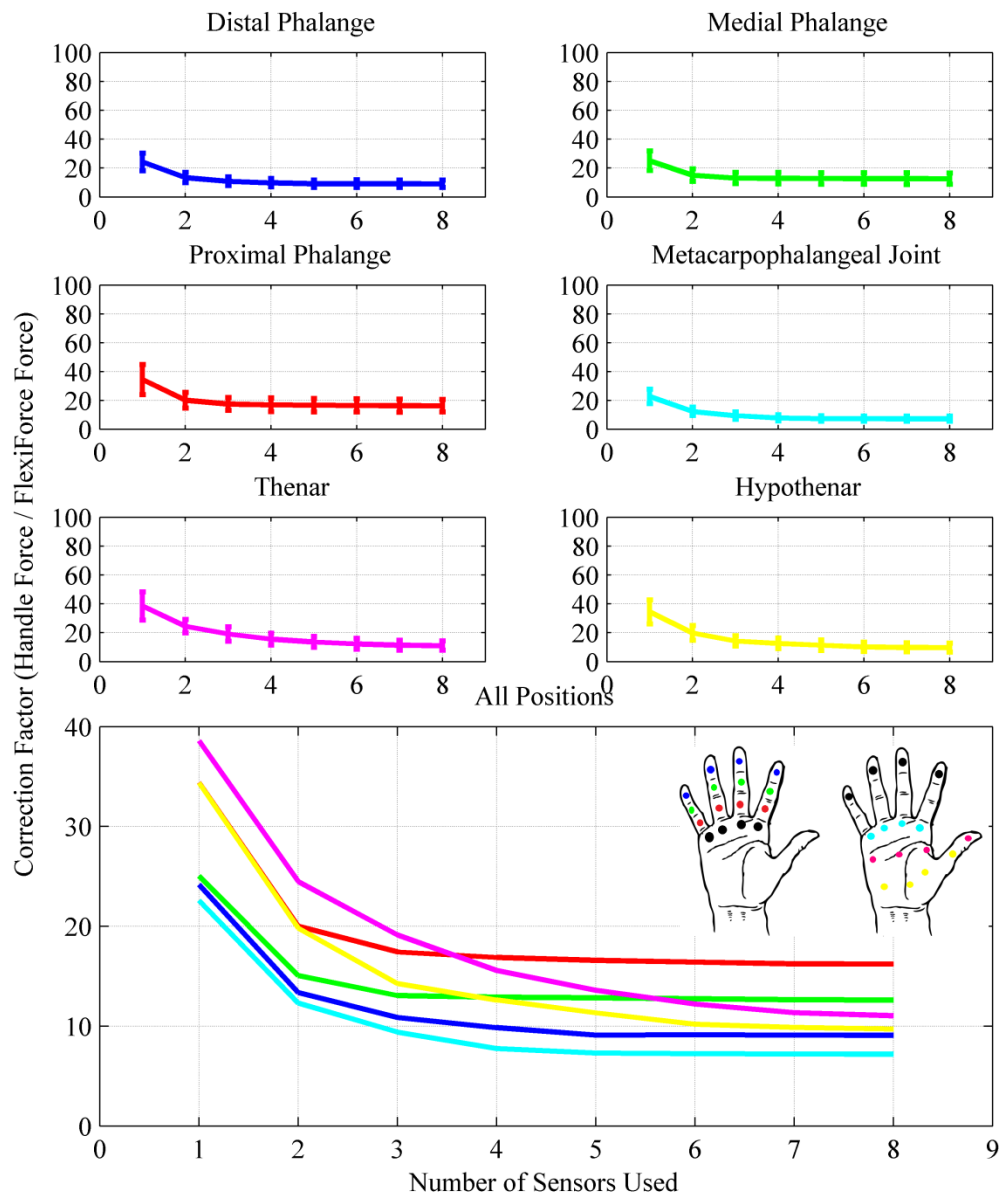 Distal Phalange
Medial Phalange
100
80
60
40
20
0
0 2 4 6 8
100
80
60
40
20
0
0 2 4 6 8
Proximal Phalange
Metacarpophalangeal Joint
100
80
60
40
20
0
0 2 4 6 8
100
80
60
40
20
0
0 2 4 6 8
Thenar
Hypothenar
100
80
60
40
20
0
0 2 4 6 8
100
80
60
40
20
0
0 2 4 6 8
Correction Factor (Handle Force / FlexiForce Force)
All Positions
40
30
20
10
0
0 1 2 3 4 5 6 7 8 9
Number of Sensors Used